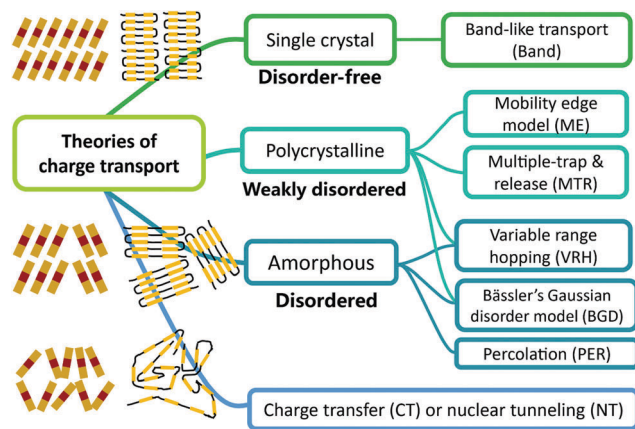 Theories of
charge transport
Single crystal
Disorder-free
Band-like transport
(Band)
Polycrystalline
Weakly disordered
Mobility edge
model (ME)
Multiple-trap &
release (MTR)
Amorphous
Disordered
Variable range
hopping (VRH)
Bässler's Gaussian
disorder model (BGD)
Percolation (PER)
Charge transfer (CT) or nuclear tunneling (NT)